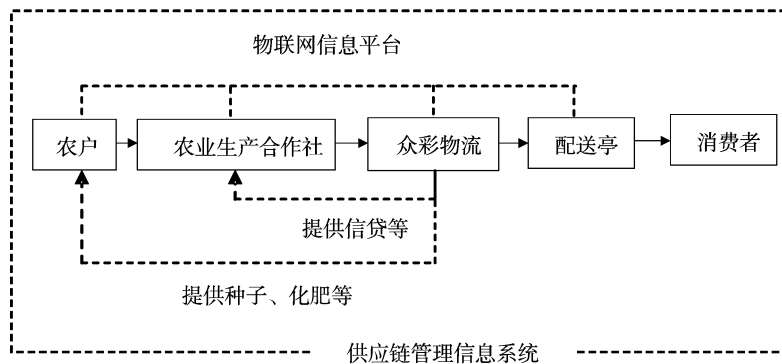 物联网信息平台
农户
农业生产合作社
众彩物流
配送亭
消费者
提供信贷等
提供种子、化肥等
供应链管理信息系统